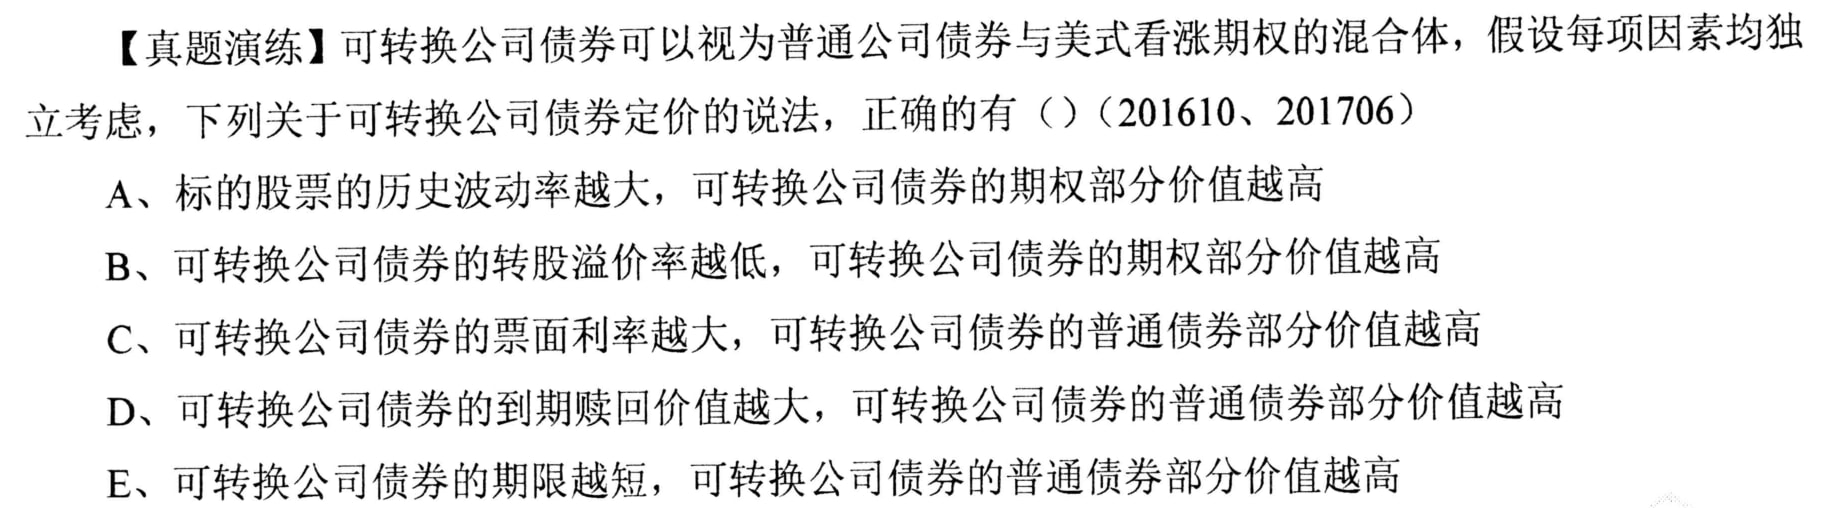 【真题演练】可转换公司债券可以视为普通公司债券与美式看涨期权的混合体，假设每项因素均独
立考虑，下列关于可转换公司债券定价的说法，正确的有（）（201610、201706）
A、标的股票的历史波动率越大，可转换公司债券的期权部分价值越高
B、可转换公司债券的转股溢价率越低，可转换公司债券的期权部分价值越高
C、可转换公司债券的票面利率越大，可转换公司债券的普通债券部分价值越高
D、可转换公司债券的到期赎回价值越大，可转换公司债券的普通债券部分价值越高
E、可转换公司债券的期限越短，可转换公司债券的普通债券部分价值越高